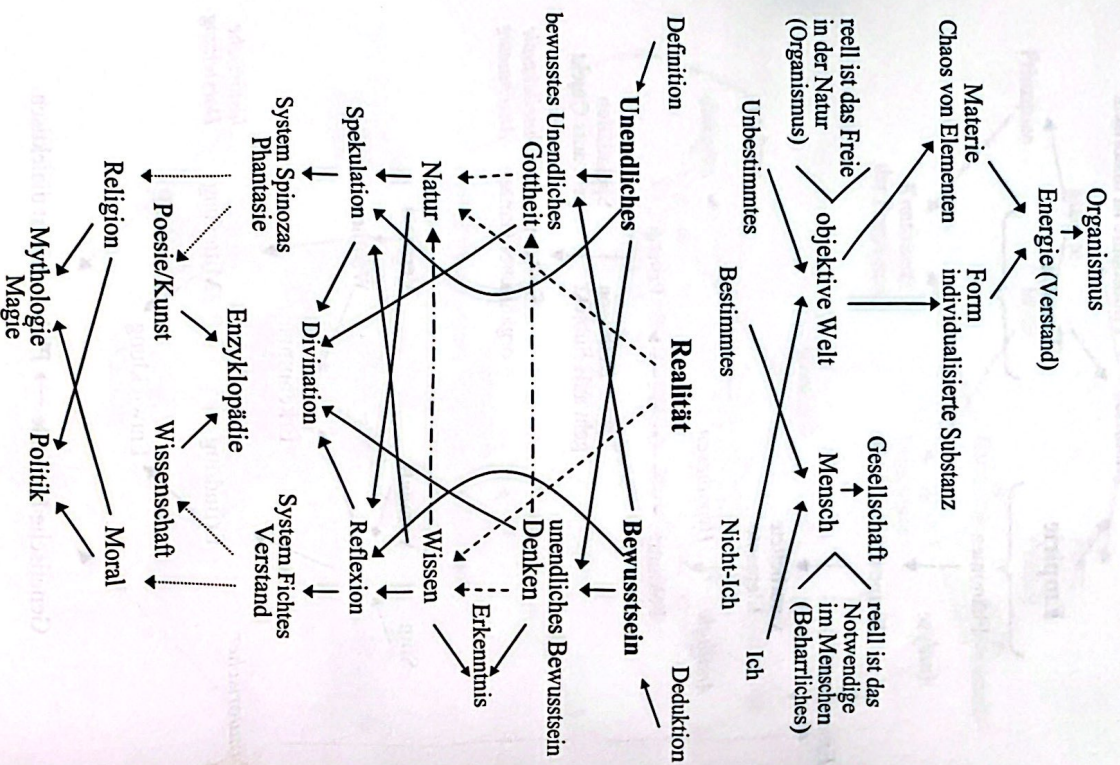 Organismus
Energie (Verstand)
Materie
Chaos von Elementen
Form
individualisierte Substanz
reell ist das Freie
in der Natur
(Organismus)
objektive Welt
Gesellschaft
Mensch
reell ist das
Notwendige
im Menschen
(Beharrliches)
Unbestimmtes
Bestimmtes
Nicht-Ich
Ich
Definition
Realität
Deduktion
Unendliches
Bewusstsein
bewusstes Unendliches
Gottheit
unendliches Bewusstsein
Denken
Erkenntnis
Natur
Wissen
Spekulation
Reflexion
Divination
System Spinozas
Phantasie
System Fichtes
Verstand
Enzyklopädie
Poesie/Kunst
Wissenschaft
Religion
Moral
Mythologie
Magie
Politik